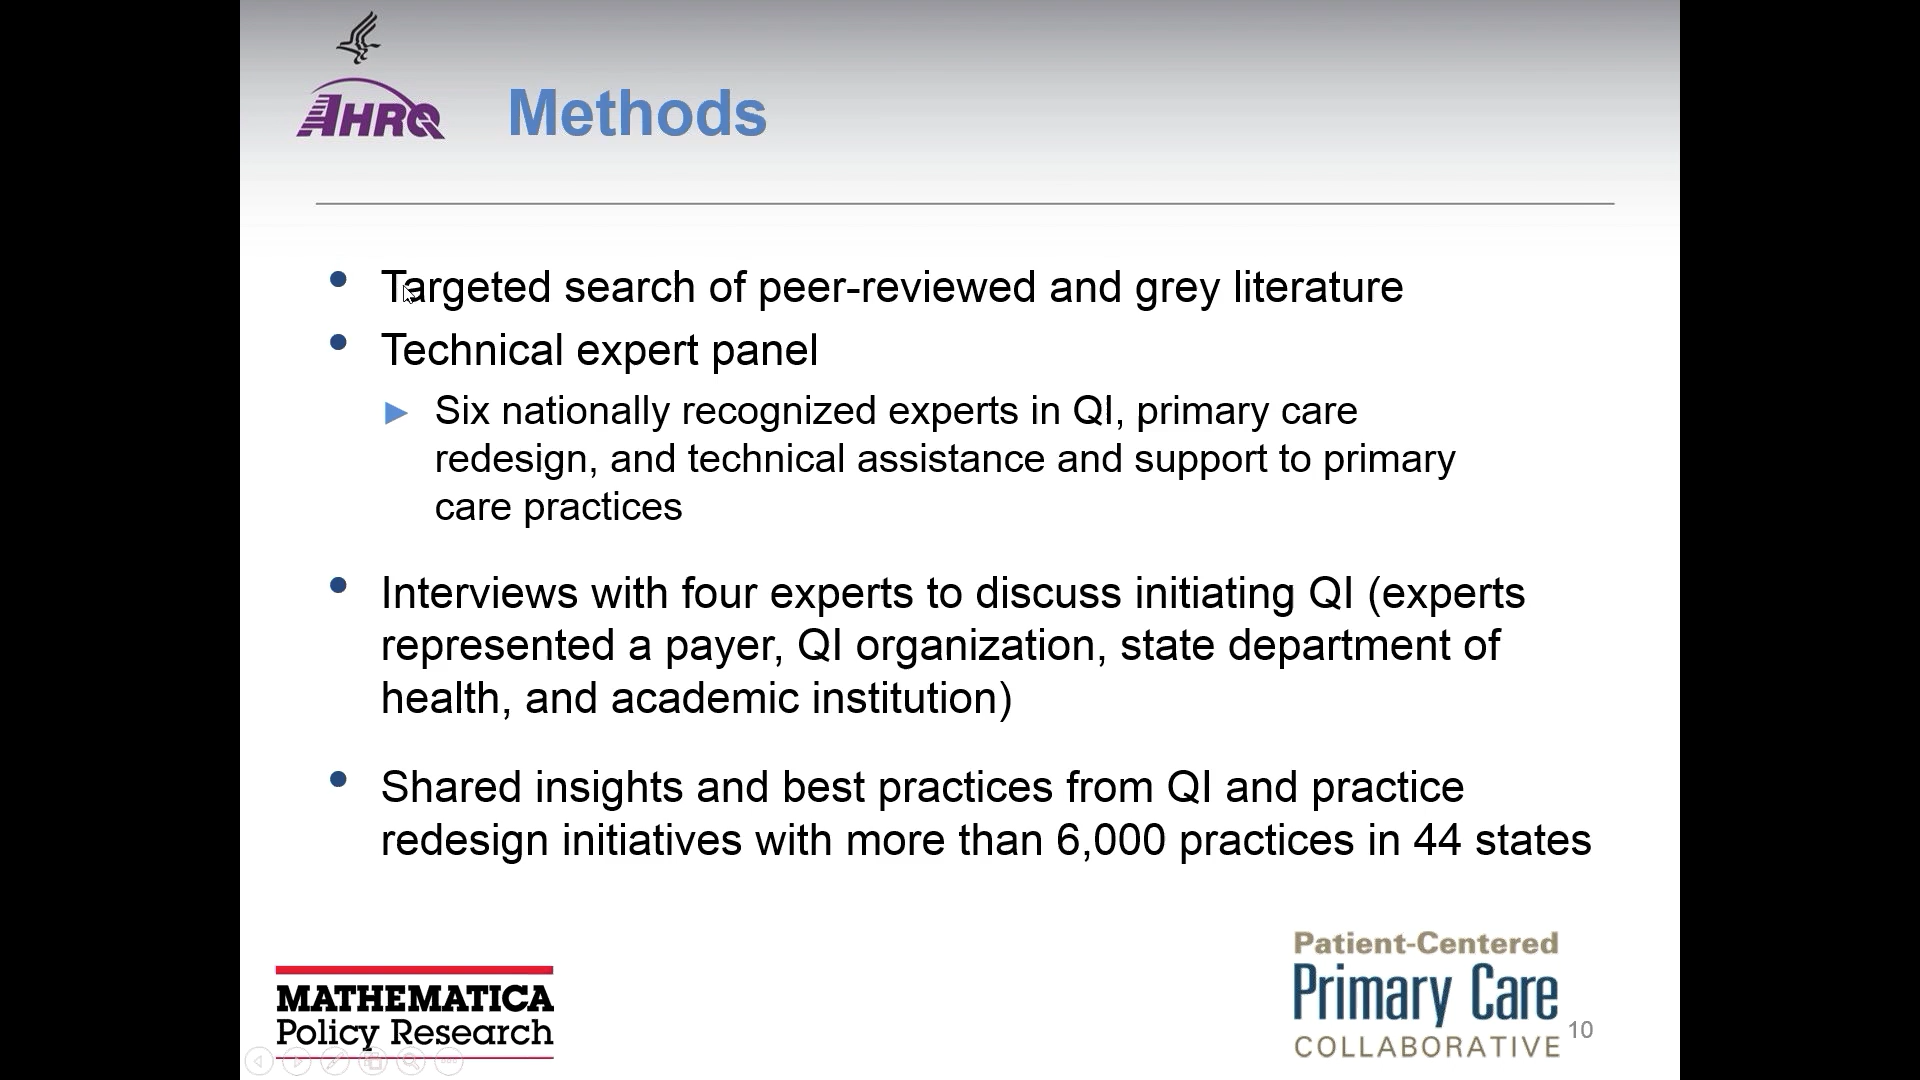 AHRQ
Methods
• Targeted search of peer-reviewed and grey literature
• Technical expert panel
► Six nationally recognized experts in QI, primary care
redesign, and technical assistance and support to primary
care practices
• Interviews with four experts to discuss initiating QI (experts
represented a payer, QI organization, state department of
health, and academic institution)
• Shared insights and best practices from QI and practice
redesign initiatives with more than 6,000 practices in 44 states
MATHEMATICA
Policy Research
Patient-Centered
Primary Care
COLLABORATIVE
10